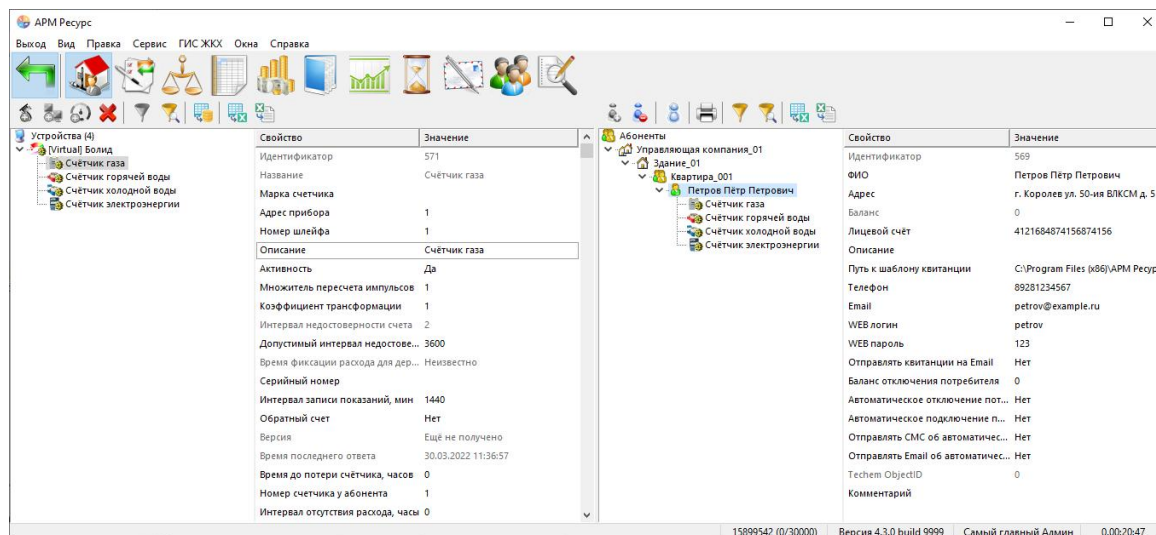 АРМ Ресурс
Выход Вид Правка Сервис ГИС ЖКХ Окна Справка
Устройства (4)
[Virtual] Болид
Счётчик газа
Счётчик горячей воды
Счётчик холодной воды
Счётчик электроэнергии
Свойство Значение
Идентификатор 571
Название Счётчик газа
Марка счетчика
Адрес прибора 1
Номер шлейфа 1
Описание Счётчик газа
Активность Да
Множитель пересчета импульсов 1
Коэффициент трансформации 1
Интервал недостоверности счета 2
Допустимый интервал недостове... 3600
Время фиксации расхода для дер... Неизвестно
Серийный номер
Интервал записи показаний, мин 1440
Обратный счет Нет
Версия Ещё не получено
Время последнего ответа 30.03.2022 11:36:57
Время до потери счётчика, часов 0
Номер счетчика у абонента 1
Интервал отсутствия расхода, часы 0
Абоненты
Управляющая компания_01
Здание_01
Квартира_001
Петров Пётр Петрович
Счётчик газа
Счётчик горячей воды
Счётчик холодной воды
Счётчик электроэнергии
Свойство Значение
Идентификатор 569
ФИО Петров Пётр Петрович
Адрес г. Королев ул. 50-ия ВЛКСМ д. 5
Баланс 0
Лицевой счёт 4121684874156874156
Описание
Путь к шаблону квитанции C:\Program Files (x86)\АРМ Ресур
Телефон 89281234567
Email petrov@example.ru
WEB логин petrov
WEB пароль 123
Отправлять квитанции на Email Нет
Баланс отключения потребителя 0
Автоматическое отключение пот... Нет
Автоматическое подключение п... Нет
Отправлять СМС об автоматичес... Нет
Отправлять Email об автоматичес... Нет
Techem ObjectID 0
Комментарий
15899542 (0/30000) Версия 4.3.0 build 9999 Самый главный Админ 0.00:20:47